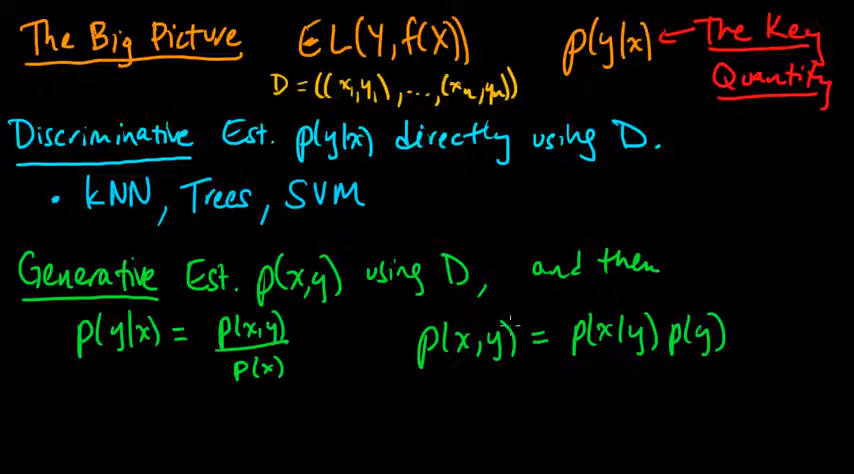 The Big Picture E L(Y, f(X)) p(y|x) ← The Key
Quantity
D = ((x₁,y₁), ..., (xₙ,yₙ))
Discriminative Est. p(y|x) directly using D.
• kNN, Trees, SVM
Generative Est. p(x,y) using D, and then
p(y|x) = p(x,y) / p(x) p(x,y) = p(x|y) p(y)